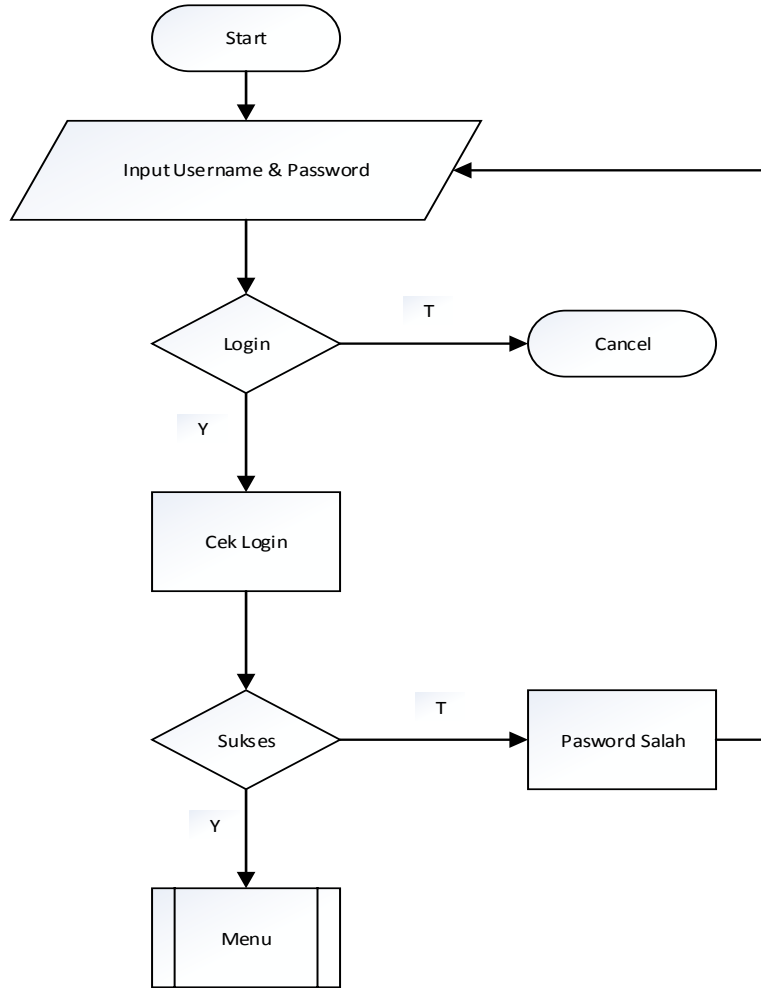 Start
Input Username & Password
T
Login
Cancel
Y
Cek Login
T
Sukses
Pasword Salah
Y
Menu